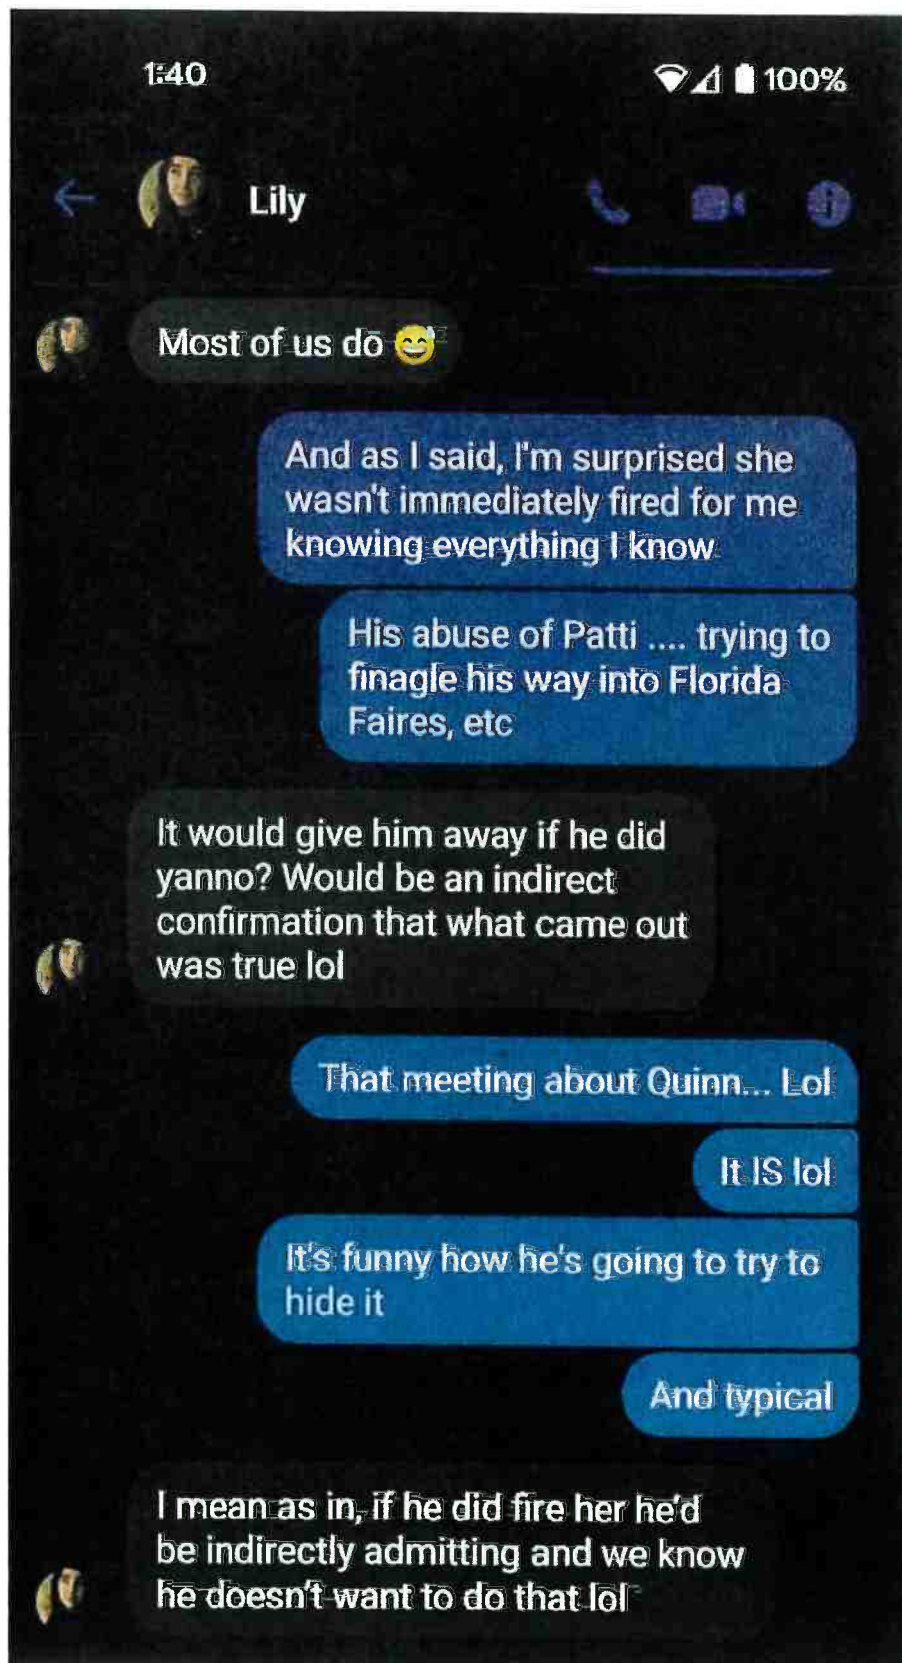 1:40
100%
Lily
Most of us do 😅
And as I said, I'm surprised she
wasn't immediately fired for me
knowing everything I know
His abuse of Patti .... trying to
finagle his way into Florida
Faires, etc
It would give him away if he did
yanno? Would be an indirect
confirmation that what came out
was true lol
That meeting about Quinn... Lol
It IS lol
It's funny how he's going to try to
hide it
And typical
I mean as in, if he did fire her he'd
be indirectly admitting and we know
he doesn't want to do that lol